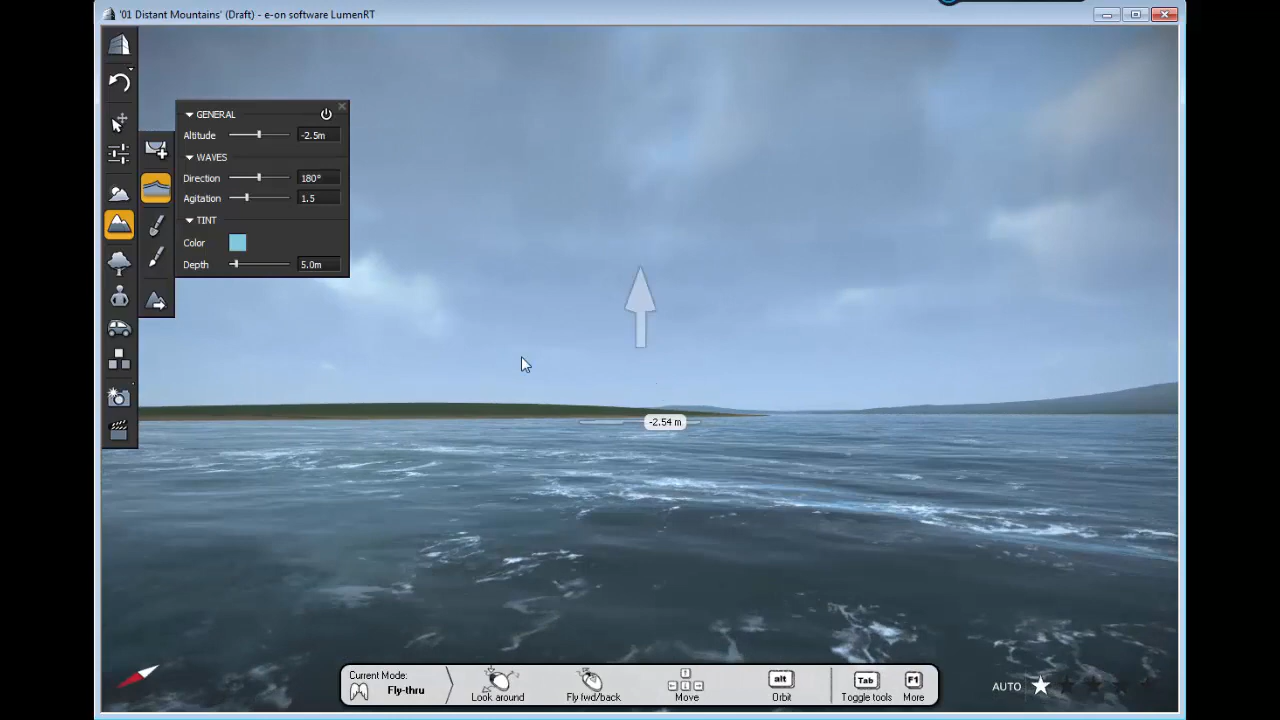 '01 Distant Mountains' (Draft) - e-on software LumenRT
GENERAL
Altitude -2.5m
WAVES
Direction 180°
Agitation 1.5
TINT
Color
Depth 5.0m
-2.54 m
Current Mode:
Fly-thru
Look around
Fly fwd/back
Move
alt
Orbit
Tab
Toggle tools
F1
More
AUTO